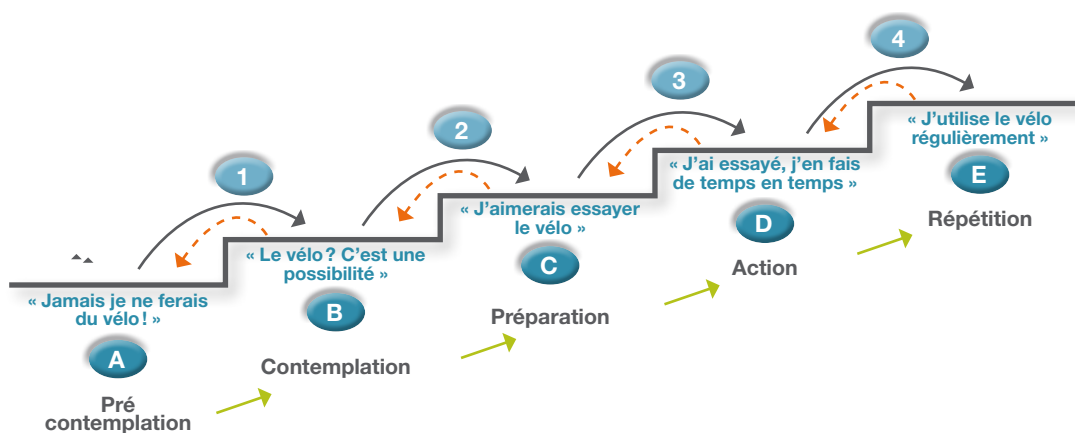 1
2
3
4
« Jamais je ne ferais
du vélo ! »
A
Pré
contemplation
« Le vélo ? C'est une
possibilité »
B
Contemplation
« J'aimerais essayer
le vélo »
C
Préparation
« J'ai essayé, j'en fais
de temps en temps »
D
Action
« J'utilise le vélo
régulièrement »
E
Répétition